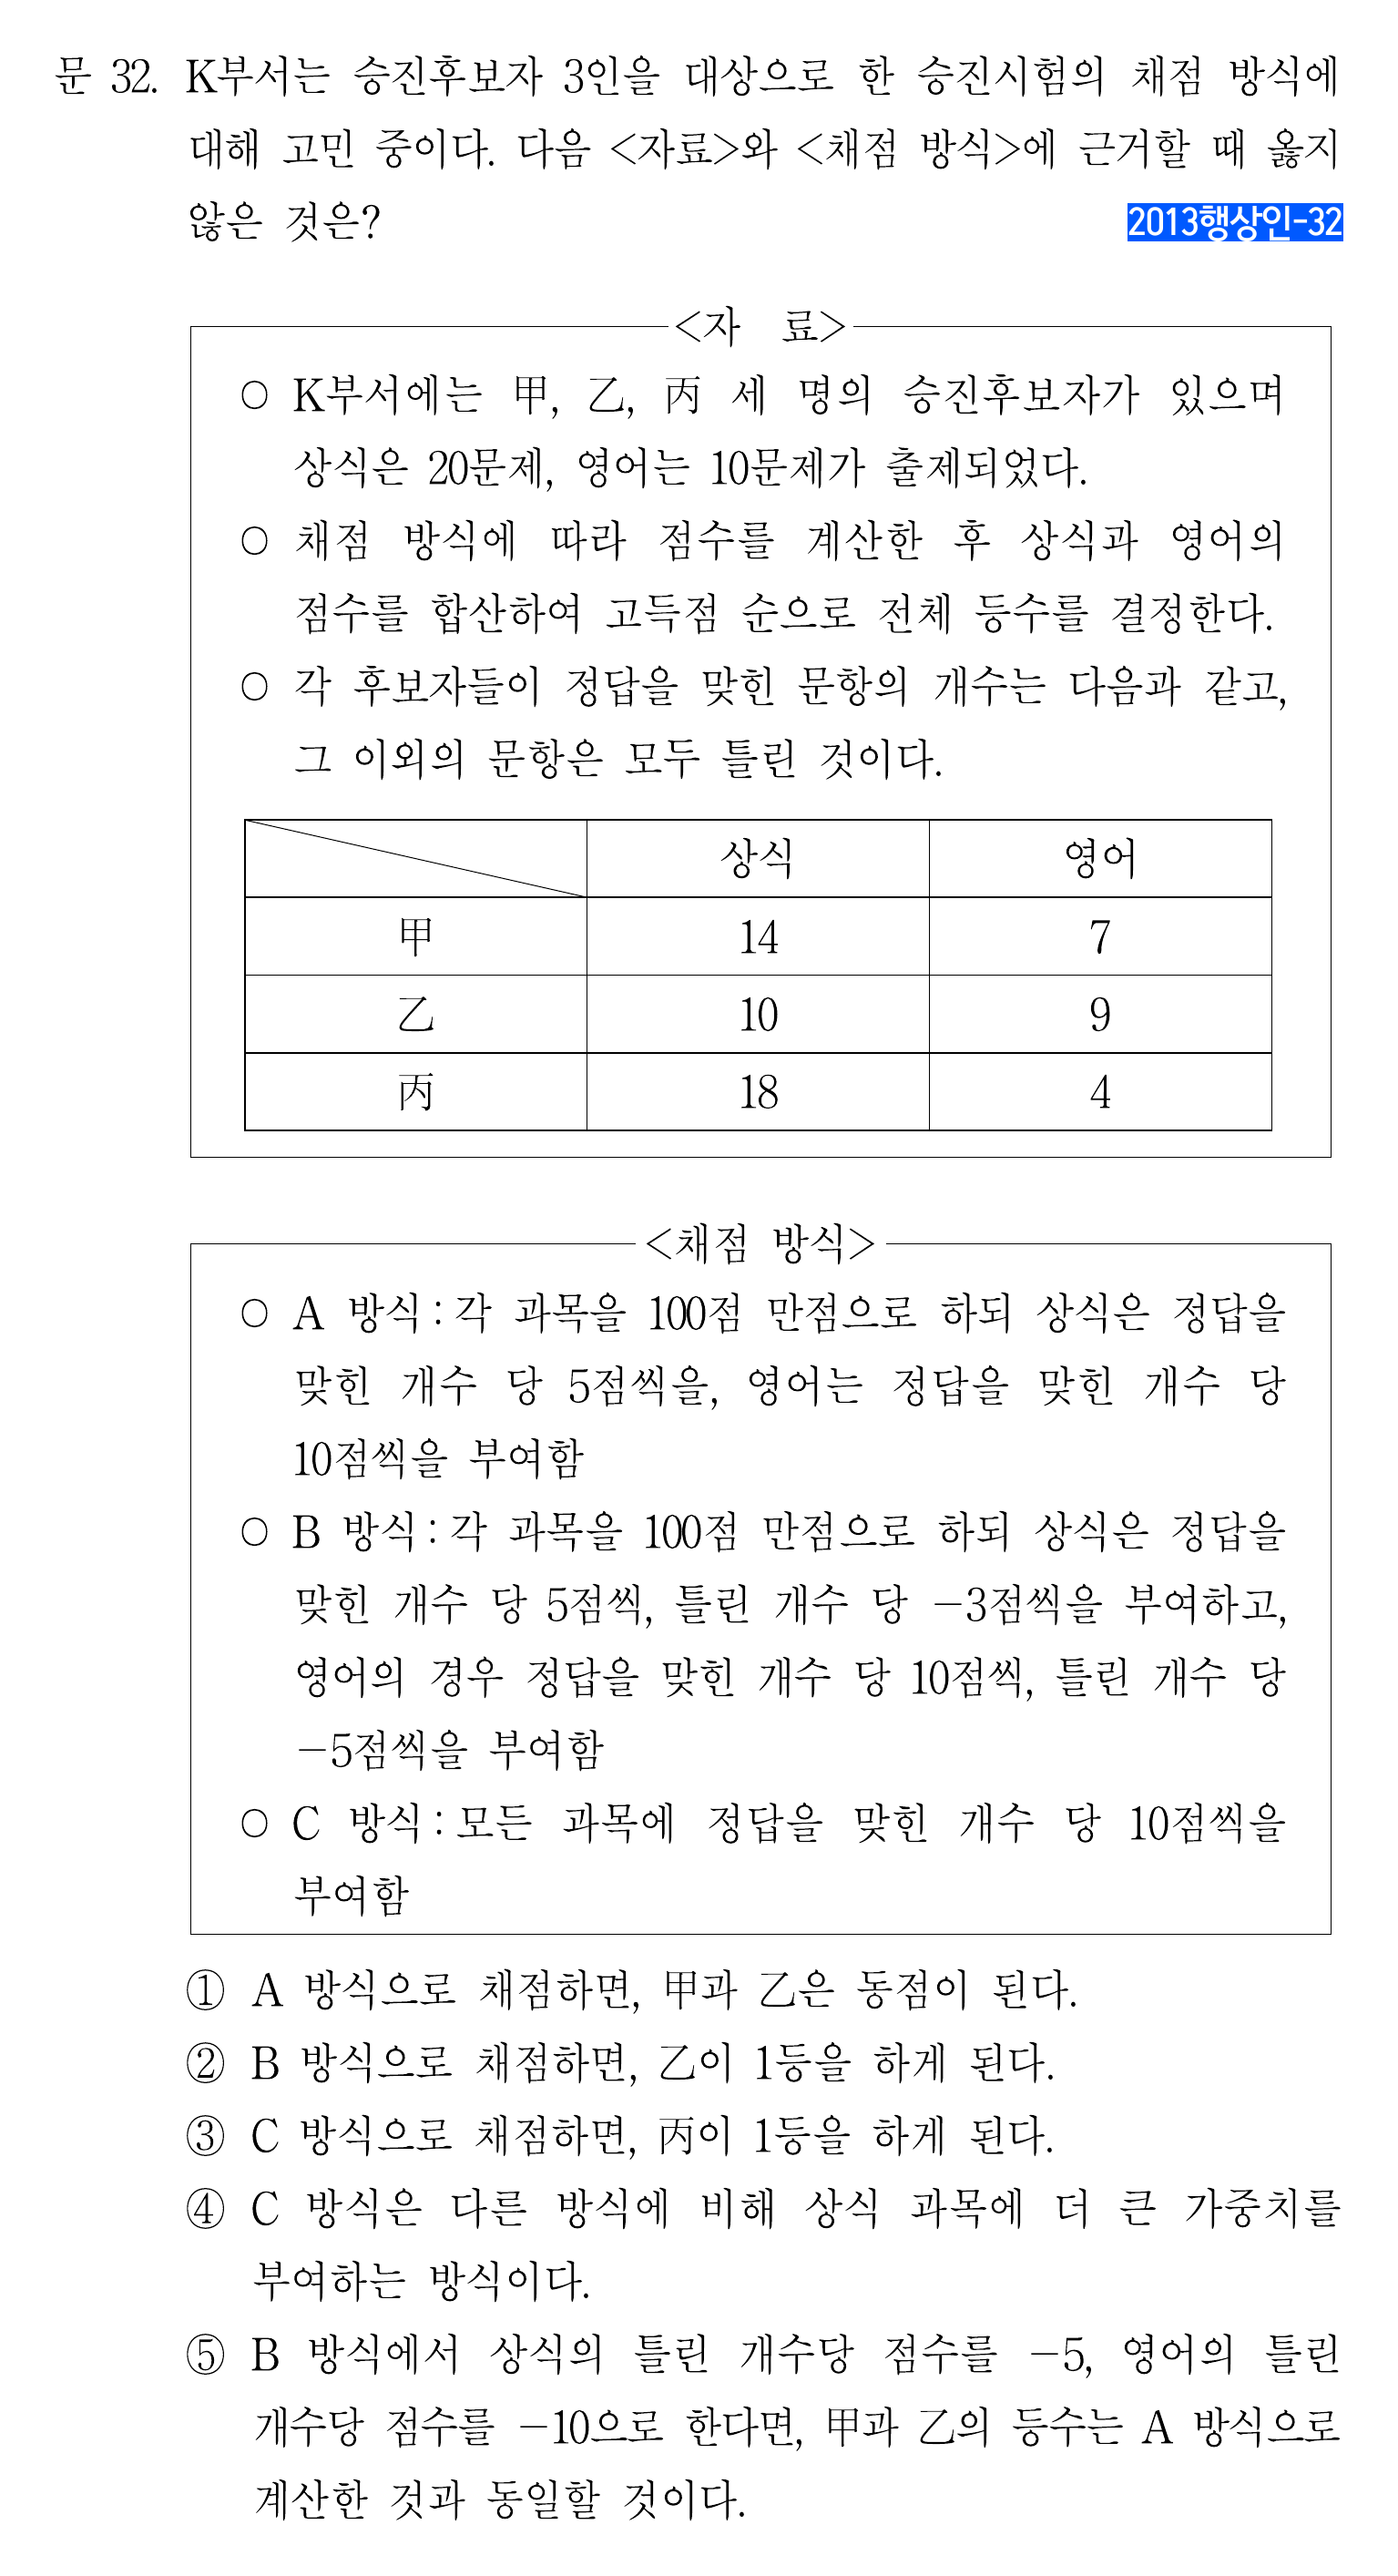 문 32. K부서는 승진후보자 3인을 대상으로 한 승진시험의 채점 방식에
대해 고민 중이다. 다음 <자료>와 <채점 방식>에 근거할 때 옳지
않은 것은?
2013행상인-32
<자 료>
○ K부서에는 甲, 乙, 丙 세 명의 승진후보자가 있으며
상식은 20문제, 영어는 10문제가 출제되었다.
○ 채점 방식에 따라 점수를 계산한 후 상식과 영어의
점수를 합산하여 고득점 순으로 전체 등수를 결정한다.
○ 각 후보자들이 정답을 맞힌 문항의 개수는 다음과 같고,
그 이외의 문항은 모두 틀린 것이다.
상식 영어
甲 14 7
乙 10 9
丙 18 4
<채점 방식>
○ A 방식 : 각 과목을 100점 만점으로 하되 상식은 정답을
맞힌 개수 당 5점씩을, 영어는 정답을 맞힌 개수 당
10점씩을 부여함
○ B 방식 : 각 과목을 100점 만점으로 하되 상식은 정답을
맞힌 개수 당 5점씩, 틀린 개수 당 -3점씩을 부여하고,
영어의 경우 정답을 맞힌 개수 당 10점씩, 틀린 개수 당
-5점씩을 부여함
○ C 방식 : 모든 과목에 정답을 맞힌 개수 당 10점씩을
부여함
① A 방식으로 채점하면, 甲과 乙은 동점이 된다.
② B 방식으로 채점하면, 乙이 1등을 하게 된다.
③ C 방식으로 채점하면, 丙이 1등을 하게 된다.
④ C 방식은 다른 방식에 비해 상식 과목에 더 큰 가중치를
부여하는 방식이다.
⑤ B 방식에서 상식의 틀린 개수당 점수를 -5, 영어의 틀린
개수당 점수를 -10으로 한다면, 甲과 乙의 등수는 A 방식으로
계산한 것과 동일할 것이다.